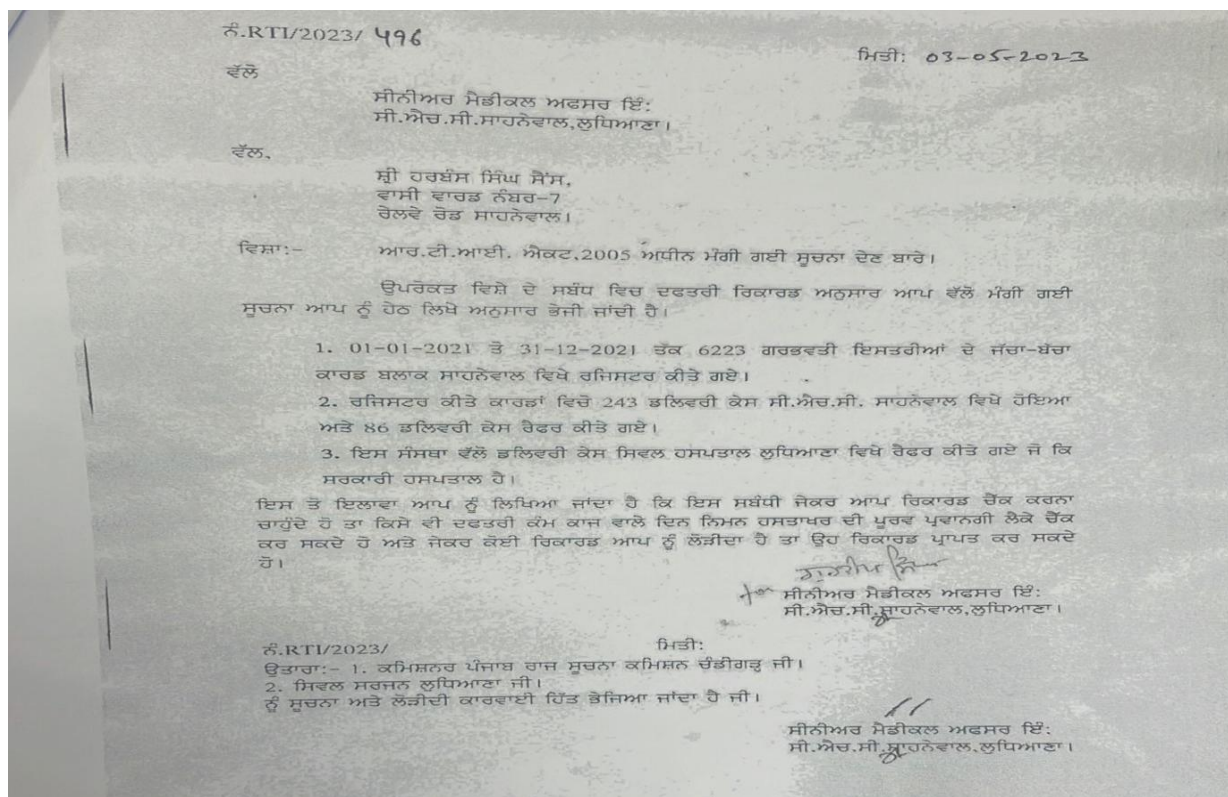 ਨੰ.RTI/2023/ 496
ਮਿਤੀ: 03-05-2023
ਵੱਲੋ
ਸੀਨੀਅਰ ਮੈਡੀਕਲ ਅਫਸਰ ਇੰ:
ਸੀ.ਐਚ.ਸੀ.ਸਾਹਨੇਵਾਲ,ਲੁਧਿਆਣਾ।
ਵੱਲ,
ਸ਼੍ਰੀ ਹਰਬੰਸ ਸਿੰਘ ਸੈਂਸ,
ਵਾਸੀ ਵਾਰਡ ਨੰਬਰ-7
ਰੇਲਵੇ ਰੋਡ ਸਾਹਨੇਵਾਲ।
ਵਿਸ਼ਾ:- ਆਰ.ਟੀ.ਆਈ. ਐਕਟ,2005 ਅਧੀਨ ਮੰਗੀ ਗਈ ਸੂਚਨਾ ਦੇਣ ਬਾਰੇ।
ਉਪਰੋਕਤ ਵਿਸ਼ੇ ਦੇ ਸਬੰਧ ਵਿਚ ਦਫਤਰੀ ਰਿਕਾਰਡ ਅਨੁਸਾਰ ਆਪ ਵੱਲੋ ਮੰਗੀ ਗਈ
ਸੂਚਨਾ ਆਪ ਨੂੰ ਹੇਠ ਲਿਖੇ ਅਨੁਸਾਰ ਭੇਜੀ ਜਾਂਦੀ ਹੈ।
1. 01-01-2021 ਤੋ 31-12-2021 ਤੱਕ 6223 ਗਰਭਵਤੀ ਇਸਤਰੀਆਂ ਦੇ ਜੱਚਾ-ਬੱਚਾ
ਕਾਰਡ ਬਲਾਕ ਸਾਹਨੇਵਾਲ ਵਿਖੇ ਰਜਿਸਟਰ ਕੀਤੇ ਗਏ।
2. ਰਜਿਸਟਰ ਕੀਤੇ ਕਾਰਡਾਂ ਵਿਚੋ 243 ਡਲਿਵਰੀ ਕੇਸ ਸੀ.ਐਚ.ਸੀ. ਸਾਹਨੇਵਾਲ ਵਿਖੇ ਹੋਇਆ
ਅਤੇ 86 ਡਲਿਵਰੀ ਕੇਸ ਰੈਫਰ ਕੀਤੇ ਗਏ।
3. ਇਸ ਸੰਸਥਾ ਵੱਲੋ ਡਲਿਵਰੀ ਕੇਸ ਸਿਵਲ ਹਸਪਤਾਲ ਲੁਧਿਆਣਾ ਵਿਖੇ ਰੈਫਰ ਕੀਤੇ ਗਏ ਜੋ ਕਿ
ਸਰਕਾਰੀ ਹਸਪਤਾਲ ਹੈ।
ਇਸ ਤੋ ਇਲਾਵਾ ਆਪ ਨੂੰ ਲਿਖਿਆ ਜਾਂਦਾ ਹੈ ਕਿ ਇਸ ਸਬੰਧੀ ਜੇਕਰ ਆਪ ਰਿਕਾਰਡ ਚੈੱਕ ਕਰਨਾ
ਚਾਹੁੰਦੇ ਹੋ ਤਾ ਕਿਸੇ ਵੀ ਦਫਤਰੀ ਕੰਮ ਕਾਜ ਵਾਲੇ ਦਿਨ ਨਿਮਨ ਹਸਤਾਖਰ ਦੀ ਪੂਰਵ ਪ੍ਰਵਾਨਗੀ ਲੈਕੇ ਚੈੱਕ
ਕਰ ਸਕਦੇ ਹੋ ਅਤੇ ਜੇਕਰ ਕੋਈ ਰਿਕਾਰਡ ਆਪ ਨੂੰ ਲੋੜੀਦਾ ਹੈ ਤਾ ਉਹ ਰਿਕਾਰਡ ਪ੍ਰਾਪਤ ਕਰ ਸਕਦੇ
ਹੋ।
ਸੀਨੀਅਰ ਮੈਡੀਕਲ ਅਫਸਰ ਇੰ:
ਸੀ.ਐਚ.ਸੀ.ਸਾਹਨੇਵਾਲ,ਲੁਧਿਆਣਾ।
ਨੰ.RTI/2023/ ਮਿਤੀ:
ਉਤਾਰਾ:- 1. ਕਮਿਸ਼ਨਰ ਪੰਜਾਬ ਰਾਜ ਸੂਚਨਾ ਕਮਿਸ਼ਨ ਚੰਡੀਗੜ੍ਹ ਜੀ।
2. ਸਿਵਲ ਸਰਜਨ ਲੁਧਿਆਣਾ ਜੀ।
ਨੂੰ ਸੂਚਨਾ ਅਤੇ ਲੋੜੀਦੀ ਕਾਰਵਾਈ ਹਿੱਤ ਭੇਜਿਆ ਜਾਂਦਾ ਹੈ ਜੀ।
ਸੀਨੀਅਰ ਮੈਡੀਕਲ ਅਫਸਰ ਇੰ:
ਸੀ.ਐਚ.ਸੀ.ਸਾਹਨੇਵਾਲ,ਲੁਧਿਆਣਾ।